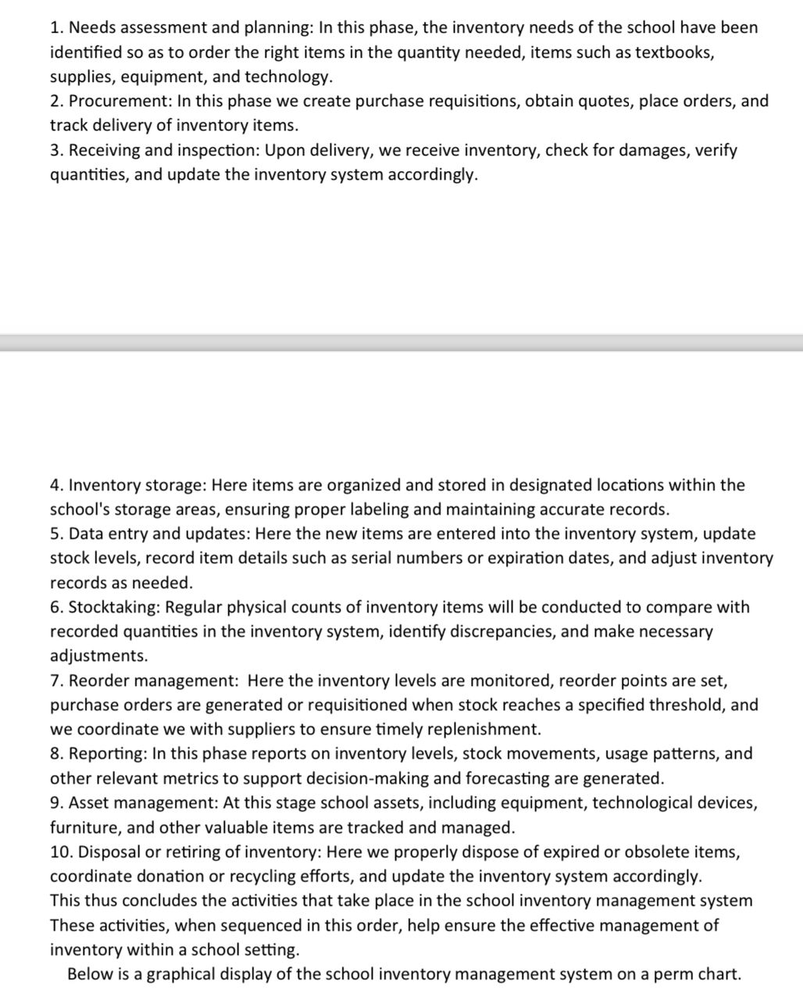 1. Needs assessment and planning: In this phase, the inventory needs of the school have been
identified so as to order the right items in the quantity needed, items such as textbooks,
supplies, equipment, and technology.
2. Procurement: In this phase we create purchase requisitions, obtain quotes, place orders, and
track delivery of inventory items.
3. Receiving and inspection: Upon delivery, we receive inventory, check for damages, verify
quantities, and update the inventory system accordingly.
4. Inventory storage: Here items are organized and stored in designated locations within the
school's storage areas, ensuring proper labeling and maintaining accurate records.
5. Data entry and updates: Here the new items are entered into the inventory system, update
stock levels, record item details such as serial numbers or expiration dates, and adjust inventory
records as needed.
6. Stocktaking: Regular physical counts of inventory items will be conducted to compare with
recorded quantities in the inventory system, identify discrepancies, and make necessary
adjustments.
7. Reorder management:  Here the inventory levels are monitored, reorder points are set,
purchase orders are generated or requisitioned when stock reaches a specified threshold, and
we coordinate we with suppliers to ensure timely replenishment.
8. Reporting: In this phase reports on inventory levels, stock movements, usage patterns, and
other relevant metrics to support decision-making and forecasting are generated.
9. Asset management: At this stage school assets, including equipment, technological devices,
furniture, and other valuable items are tracked and managed.
10. Disposal or retiring of inventory: Here we properly dispose of expired or obsolete items,
coordinate donation or recycling efforts, and update the inventory system accordingly.
This thus concludes the activities that take place in the school inventory management system
These activities, when sequenced in this order, help ensure the effective management of
inventory within a school setting.
Below is a graphical display of the school inventory management system on a perm chart.